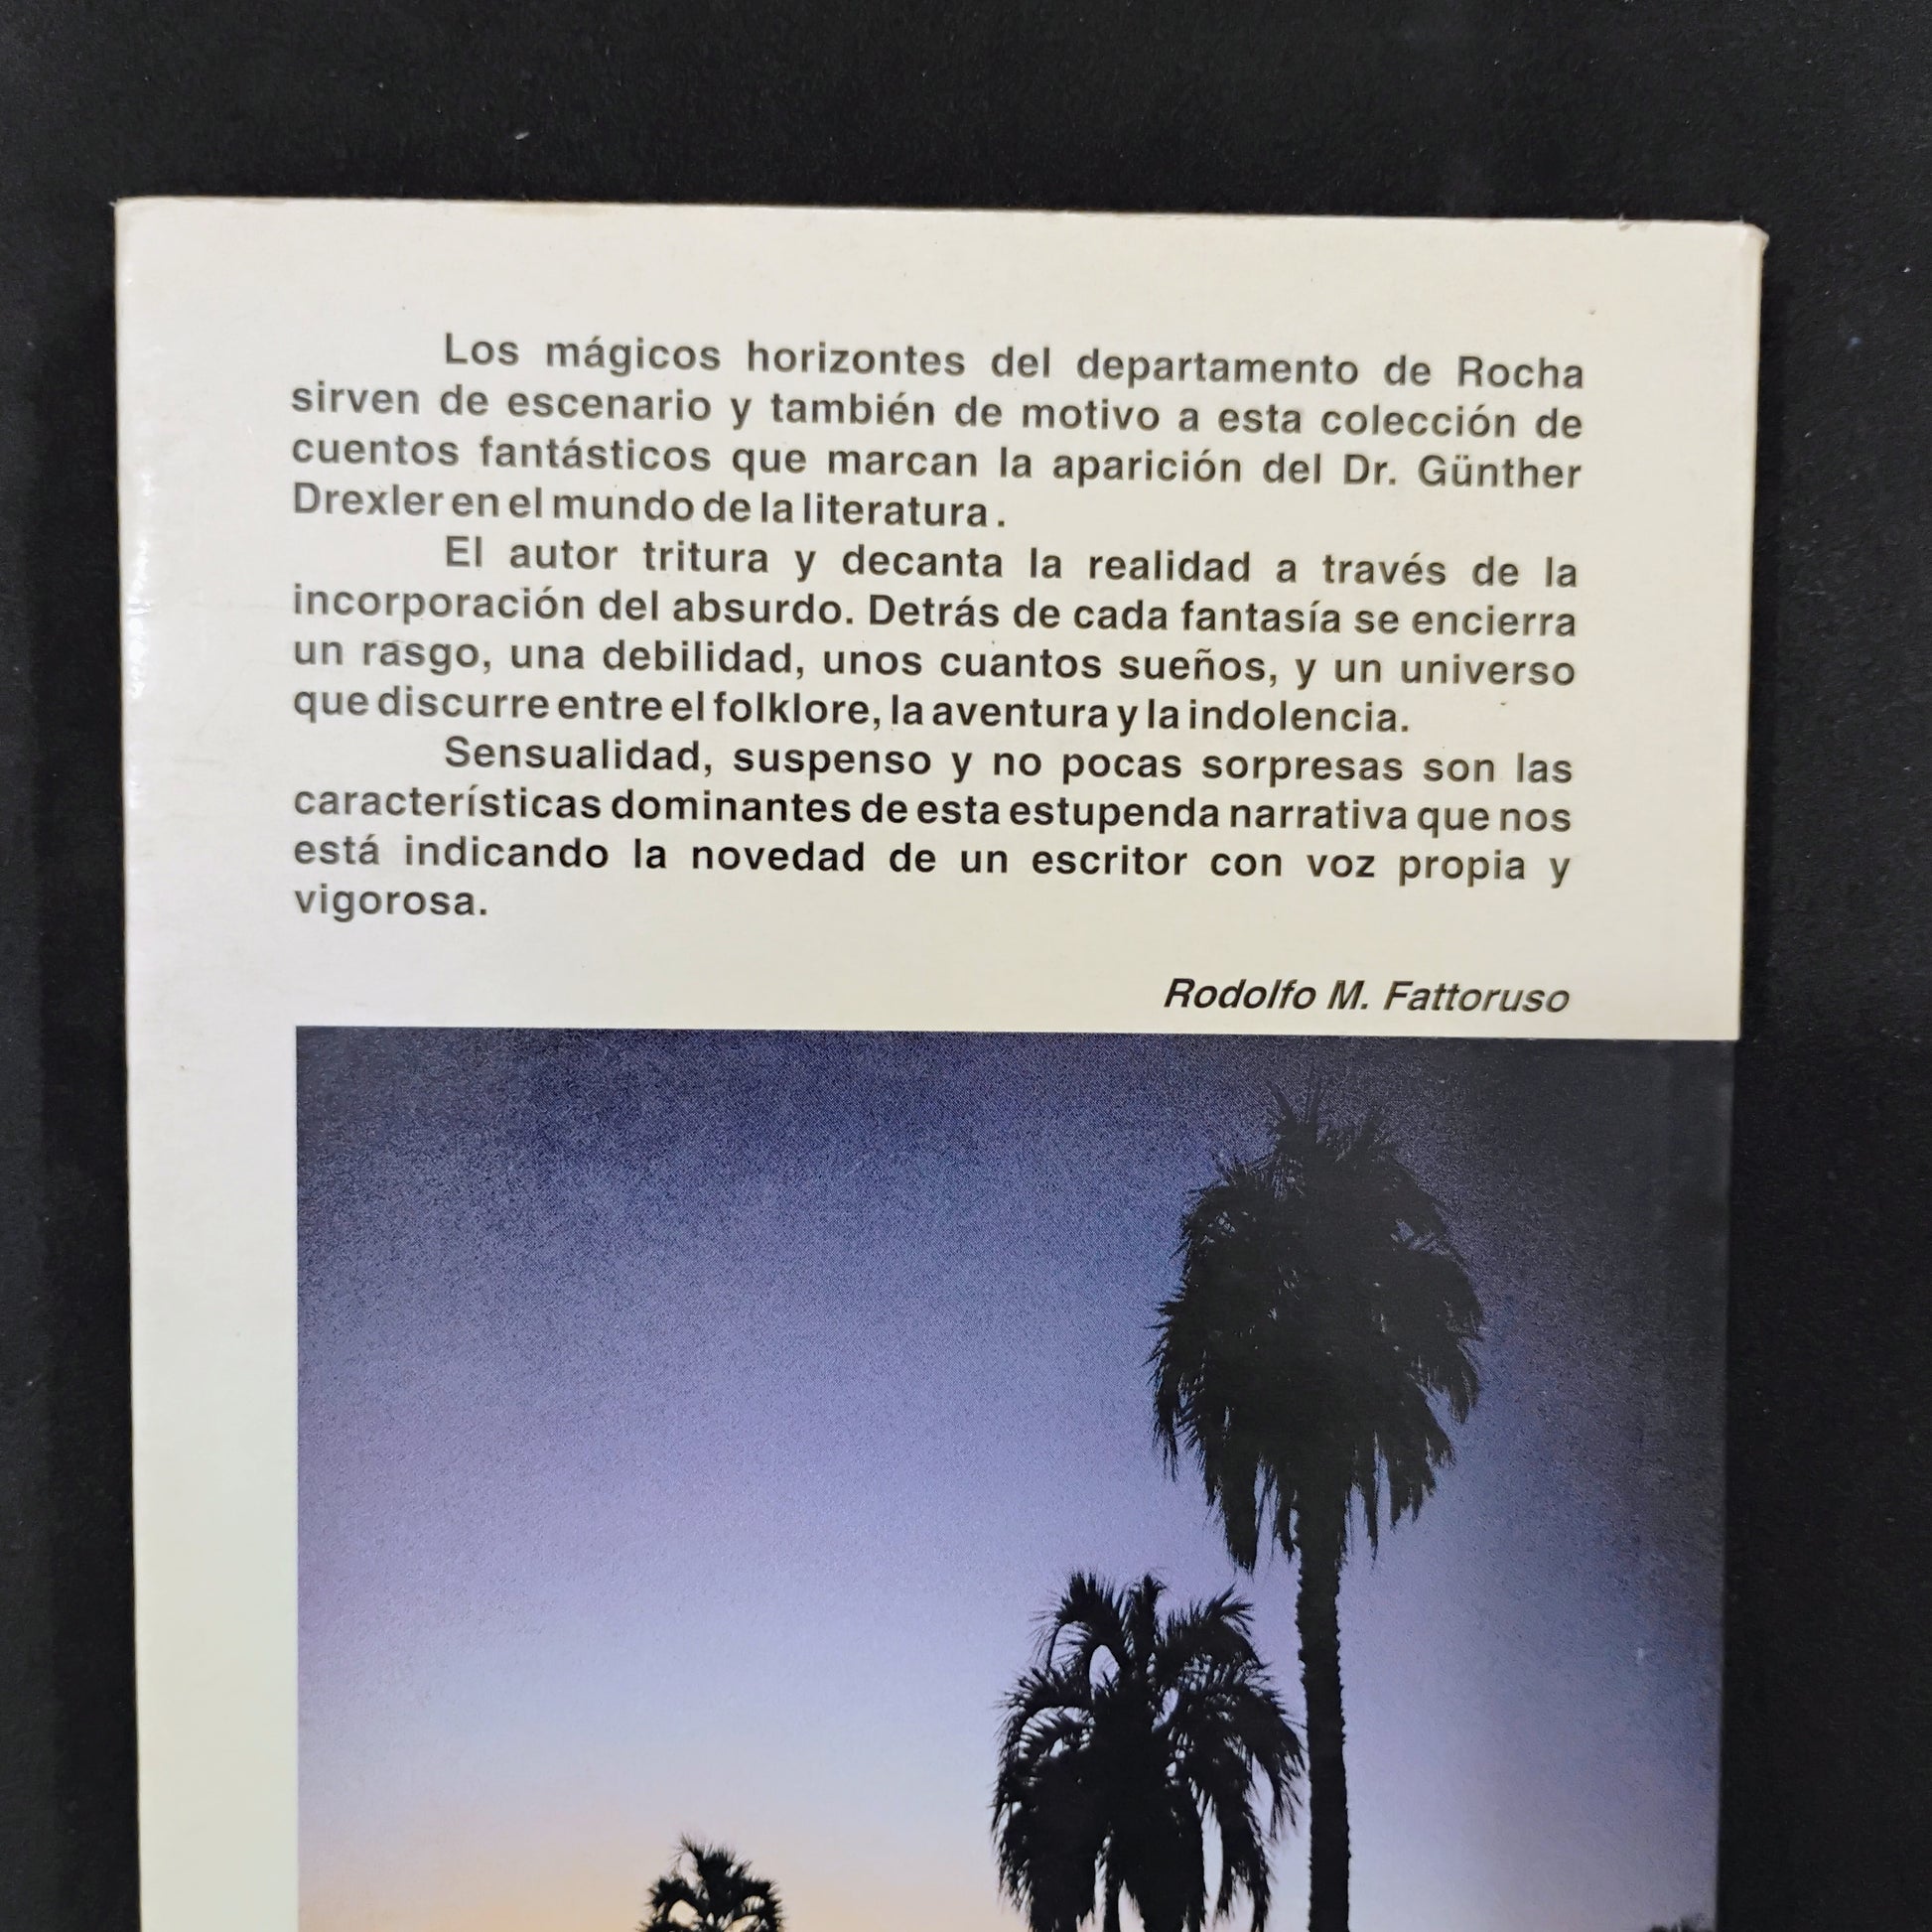 Los mágicos horizontes del departamento de Rocha
sirven de escenario y también de motivo a esta colección de
cuentos fantásticos que marcan la aparición del Dr. Günther
Drexler en el mundo de la literatura .
El autor tritura y decanta la realidad a través de la
incorporación del absurdo. Detrás de cada fantasía se encierra
un rasgo, una debilidad, unos cuantos sueños, y un universo
que discurre entre el folklore, la aventura y la indolencia.
Sensualidad, suspenso y no pocas sorpresas son las
características dominantes de esta estupenda narrativa que nos
está indicando la novedad de un escritor con voz propia y
vigorosa.
Rodolfo M. Fattoruso